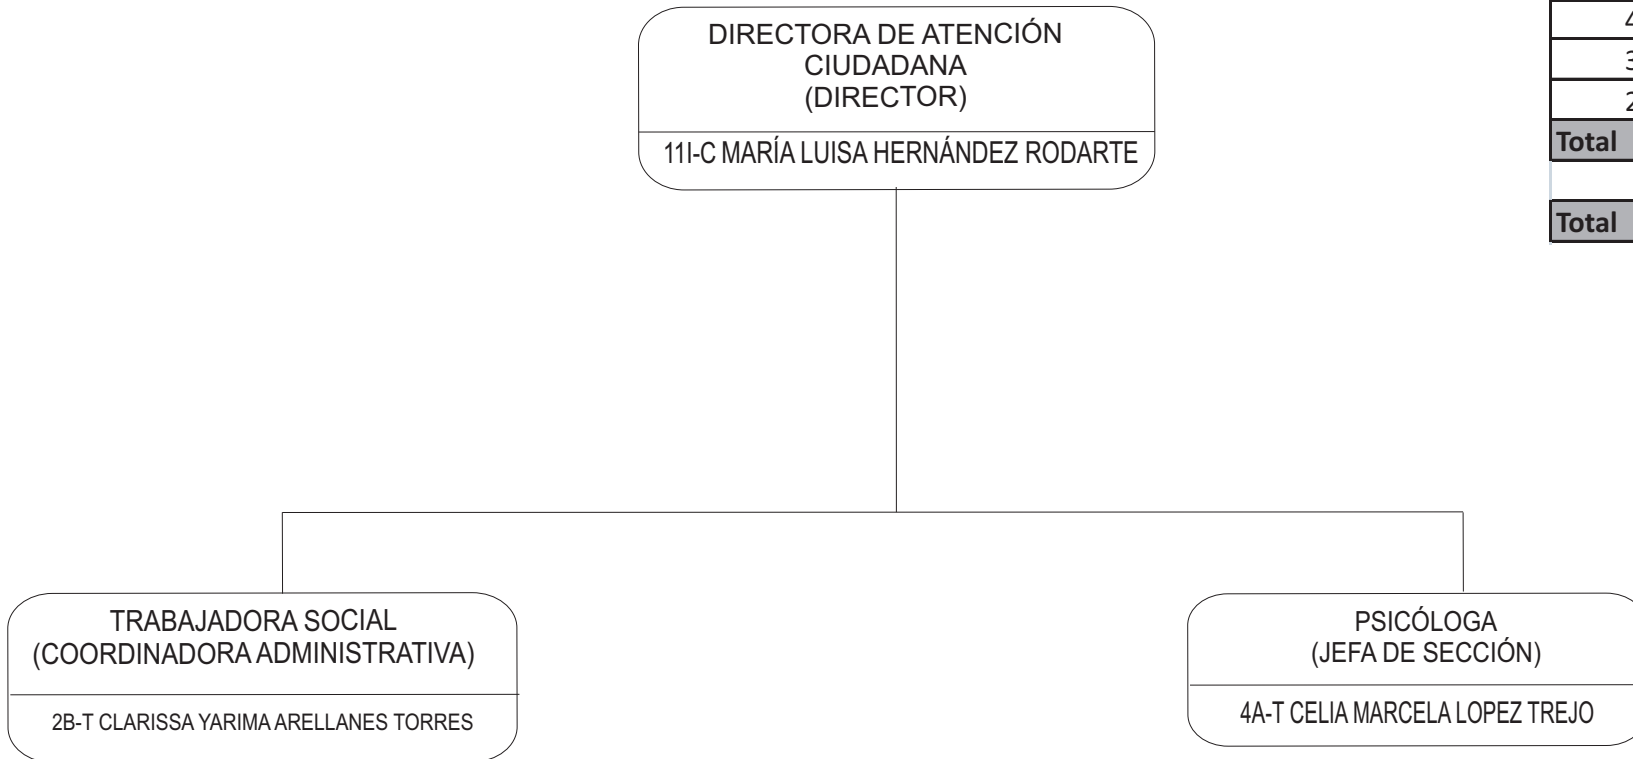 DIRECTORA DE ATENCIÓN
CIUDADANA
(DIRECTOR)
11I-C MARÍA LUISA HERNÁNDEZ RODARTE
Total
Total
TRABAJADORA SOCIAL
(COORDINADORA ADMINISTRATIVA)
2B-T CLARISSA YARIMA ARELLANES TORRES
PSICÓLOGA
(JEFA DE SECCIÓN)
4A-T CELIA MARCELA LOPEZ TREJO